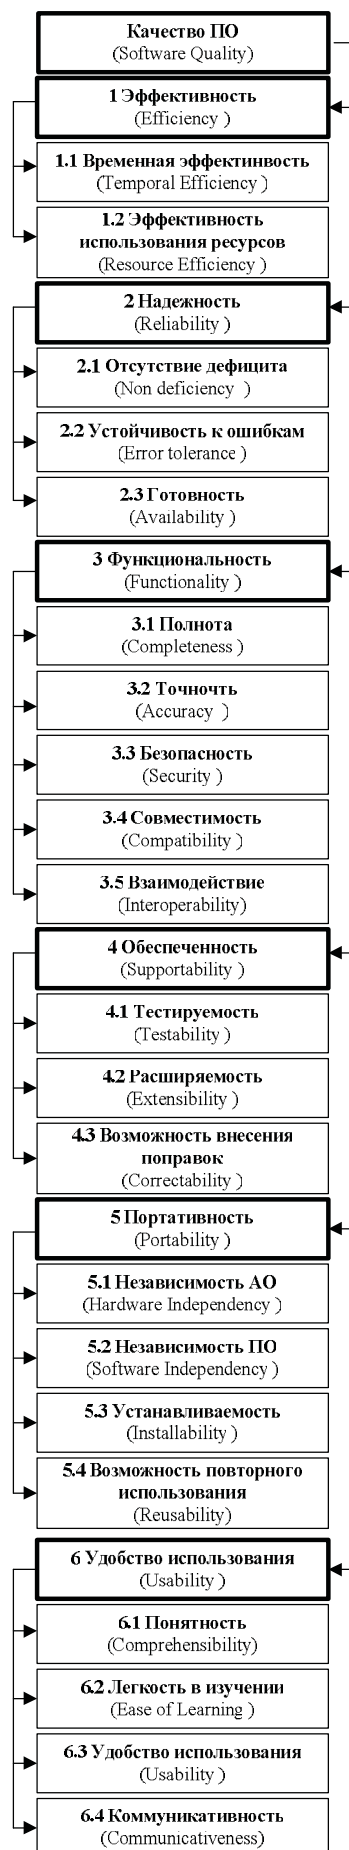 Качество ПО
(Software Quality)
1 Эффективность
(Efficiency )
1.1 Временная эффектинвость
(Temporal Efficiency )
1.2 Эффективность
использования ресурсов
(Resource Efficiency )
2 Надежность
(Reliability )
2.1 Отсутствие дефицита
(Non deficiency  )
2.2 Устойчивость к ошибкам
(Error tolerance )
2.3 Готовность
(Availability )
3 Функциональность
(Functionality )
3.1 Полнота
(Completeness )
3.2 Точночть
(Accuracy  )
3.3 Безопасность
(Security )
3.4 Совместимость
(Compatibility )
3.5 Взаимодействие
(Interoperability)
4 Обеспеченность
(Supportability )
4.1 Тестируемость
(Testability )
4.2 Расширяемость
(Extensibility )
4.3 Возможность внесения
поправок
(Correctability )
5 Портативность
(Portability )
5.1 Независимость АО
(Hardware Independency )
5.2 Независимость ПО
(Software Independency )
5.3 Устанавливаемость
(Installability )
5.4 Возможность повторного
использования
(Reusability)
6 Удобство использования
(Usability )
6.1 Понятность
(Comprehensibility)
6.2 Легкость в изучении
(Ease of Learning )
6.3 Удобство использования
(Usability )
6.4 Коммуникативность
(Communicativeness)